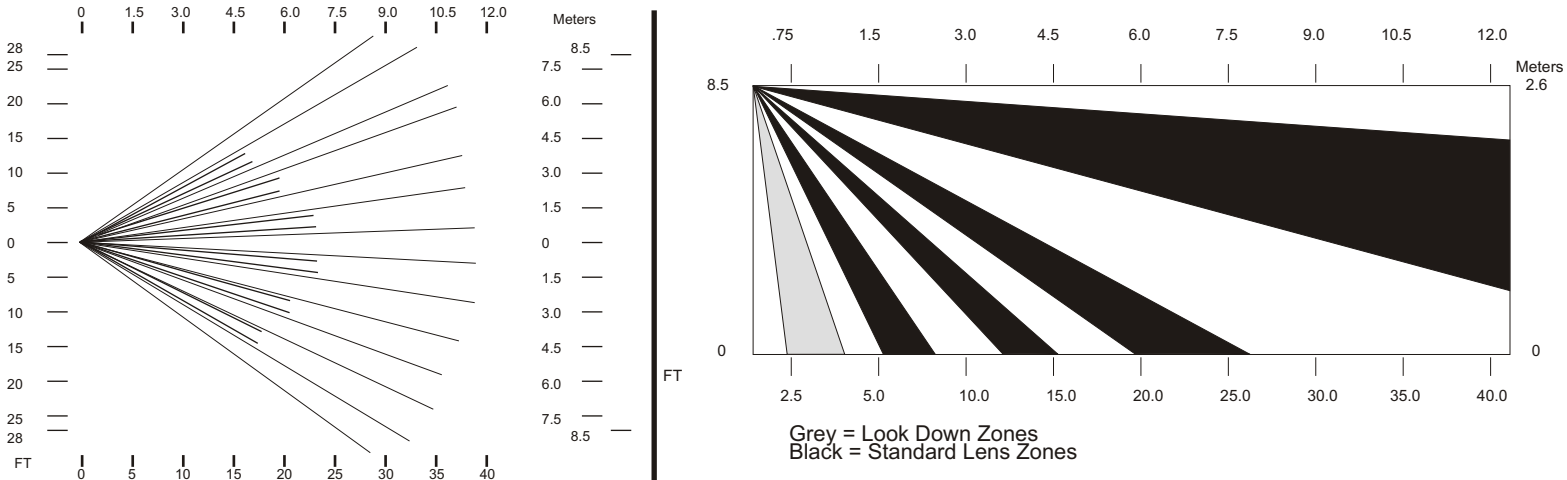 0 1.5 3.0 4.5 6.0 7.5 9.0 10.5 12.0 Meters
28 8.5
25 7.5
20 6.0
15 4.5
10 3.0
5 1.5
0 0
5 1.5
10 3.0
15 4.5
20 6.0
25 7.5
28 8.5
FT
0 5 10 15 20 25 30 35 40
.75 1.5 3.0 4.5 6.0 7.5 9.0 10.5 12.0
Meters
8.5 2.6
0 0
FT
2.5 5.0 10.0 15.0 20.0 25.0 30.0 35.0 40.0
Grey = Look Down Zones
Black = Standard Lens Zones